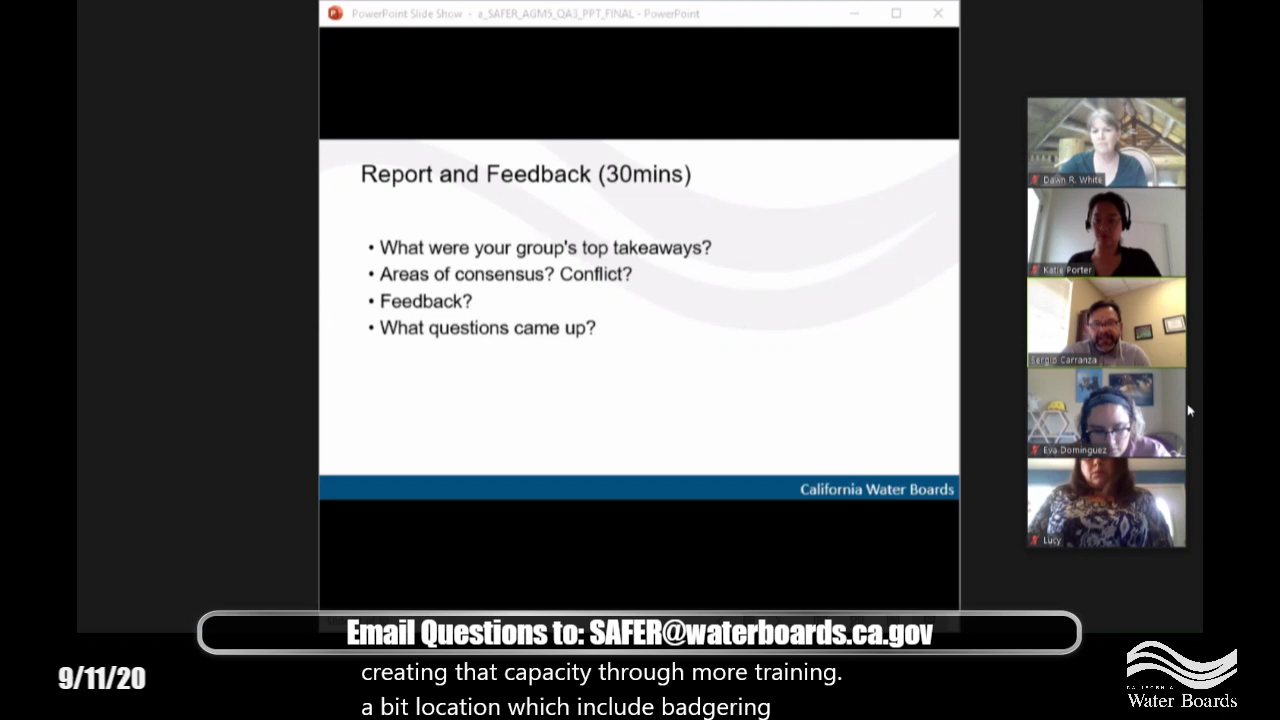 PowerPoint Slide Show - a_SAFER_AGM5_QA3_PPT_FINAL - PowerPoint
Report and Feedback (30mins)
• What were your group's top takeaways?
• Areas of consensus? Conflict?
• Feedback?
• What questions came up?
California Water Boards
Dawn R. White
Katie Porter
Sergio Carranza
Eva Dominguez
Lucy
Email Questions to: SAFER@waterboards.ca.gov
9/11/20
creating that capacity through more training.
a bit location which include badgering
CALIFORNIA
Water Boards